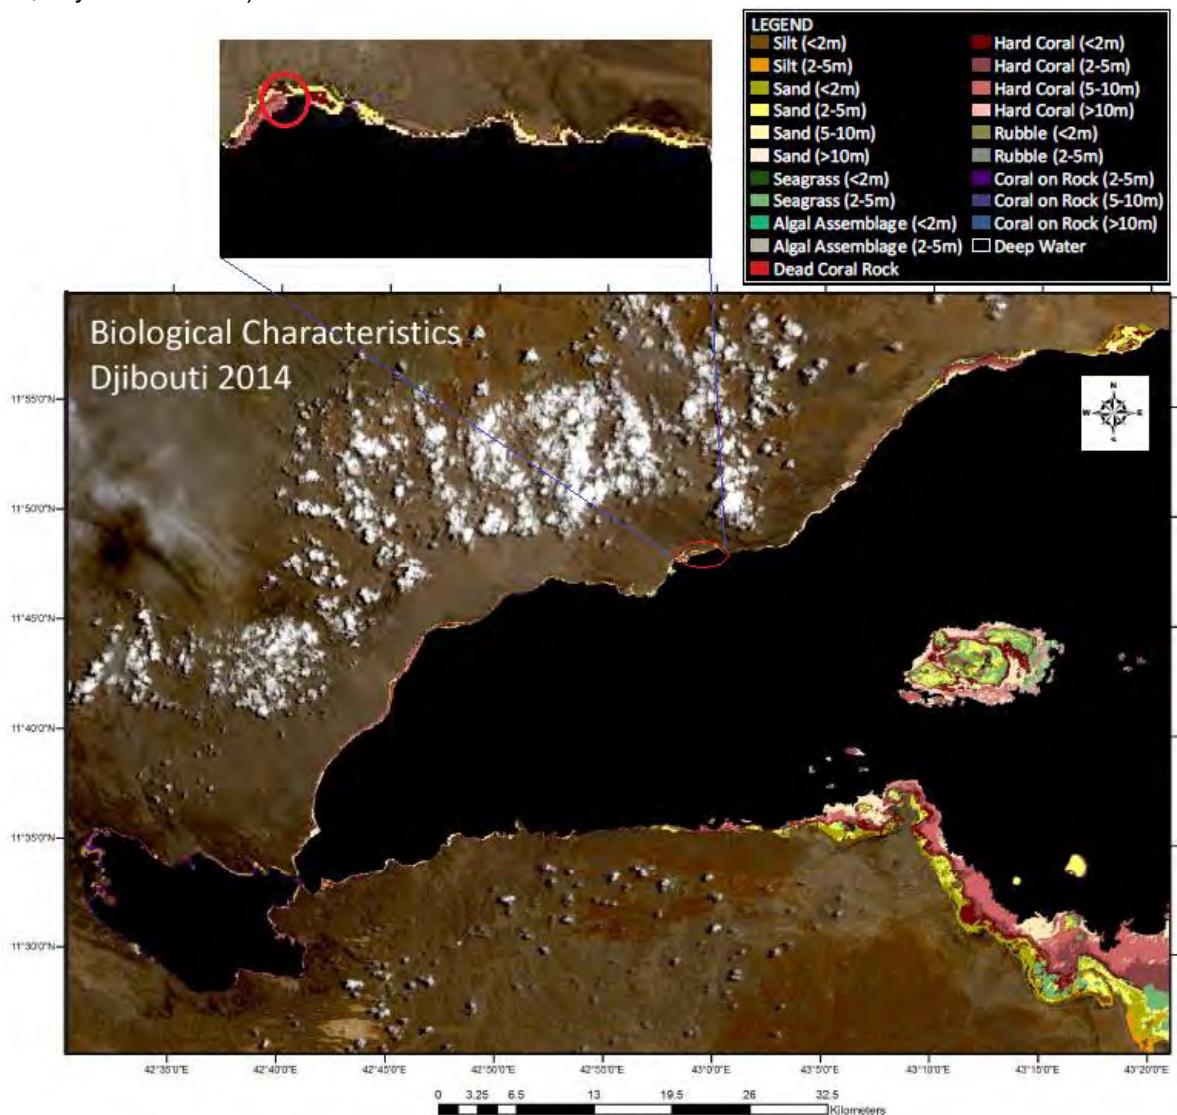 LEGEND
Silt (<2m)
Silt (2-5m)
Sand (<2m)
Sand (2-5m)
Sand (5-10m)
Sand (>10m)
Seagrass (<2m)
Seagrass (2-5m)
Algal Assemblage (<2m)
Algal Assemblage (2-5m)
Dead Coral Rock
Hard Coral (<2m)
Hard Coral (2-5m)
Hard Coral (5-10m)
Hard Coral (>10m)
Rubble (<2m)
Rubble (2-5m)
Coral on Rock (2-5m)
Coral on Rock (5-10m)
Coral on Rock (>10m)
Deep Water
Biological Characteristics
Djibouti 2014
N
W E
S
11°55'0"N
11°50'0"N
11°45'0"N
11°40'0"N
11°35'0"N
11°30'0"N
42°35'0"E 42°40'0"E 42°45'0"E 42°50'0"E 42°55'0"E 43°0'0"E 43°5'0"E 43°10'0"E 43°15'0"E 43°20'0"E
0 3.25 6.5 13 19.5 26 32.5
Kilometers